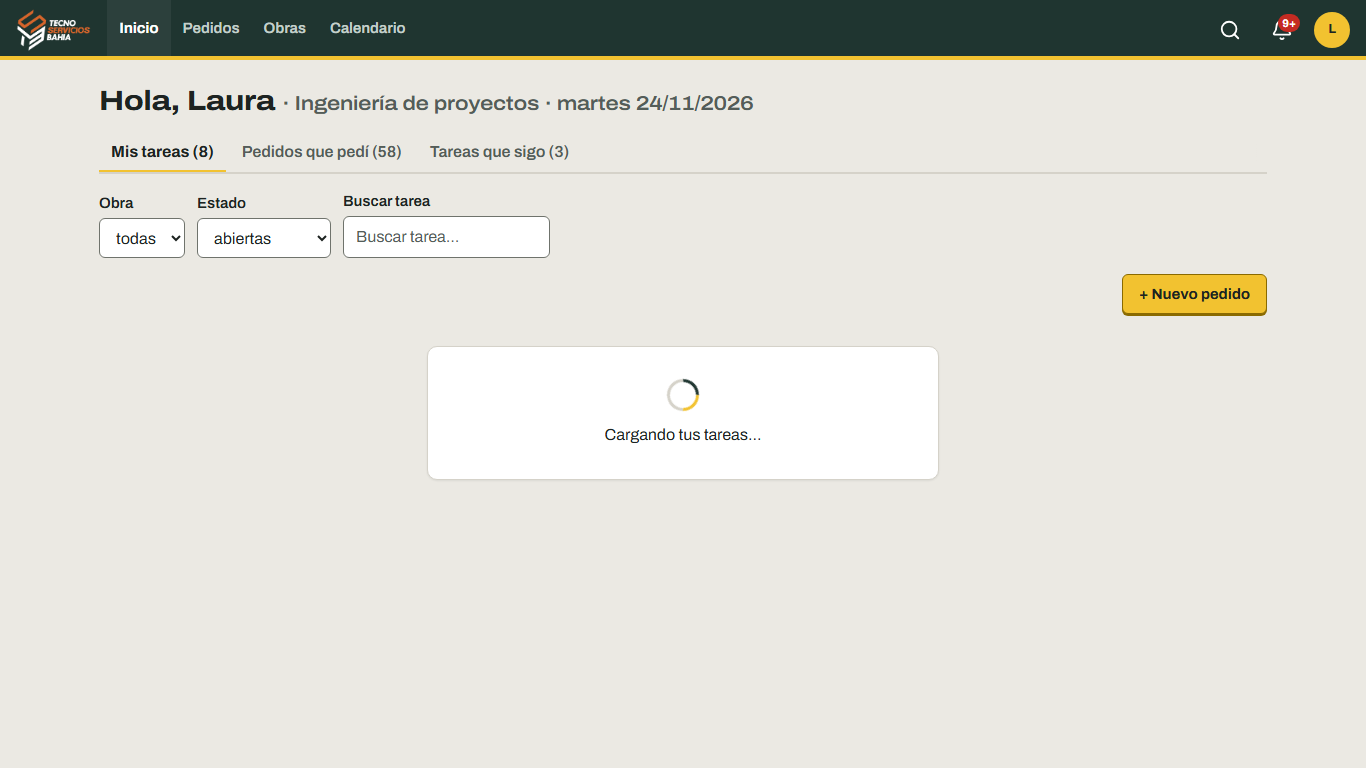 TECNO
SERVICIOS
BAHIA
Inicio Pedidos Obras Calendario
9+
L
Hola, Laura · Ingeniería de proyectos · martes 24/11/2026
Mis tareas (8) Pedidos que pedí (58) Tareas que sigo (3)
Obra Estado Buscar tarea
todas abiertas Buscar tarea...
+ Nuevo pedido
Cargando tus tareas...